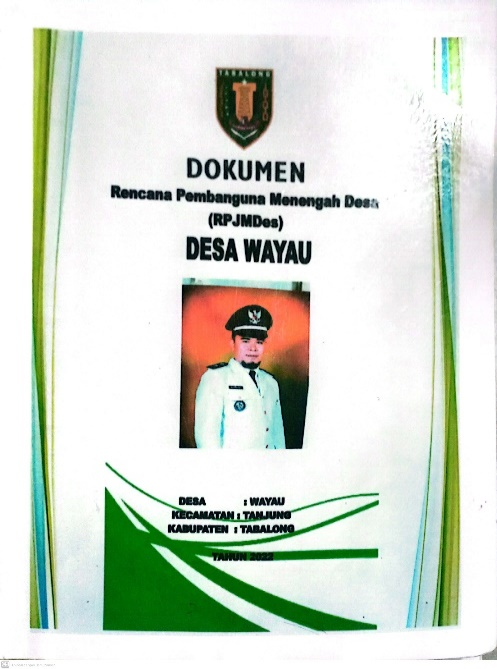 TABALONG
DOKUMEN
Rencana Pembanguna Menengah Desa
(RPJMDes)
DESA WAYAU
DESA : WAYAU
KECAMATAN : TANJUNG
KABUPATEN : TABALONG
TAHUN 2022